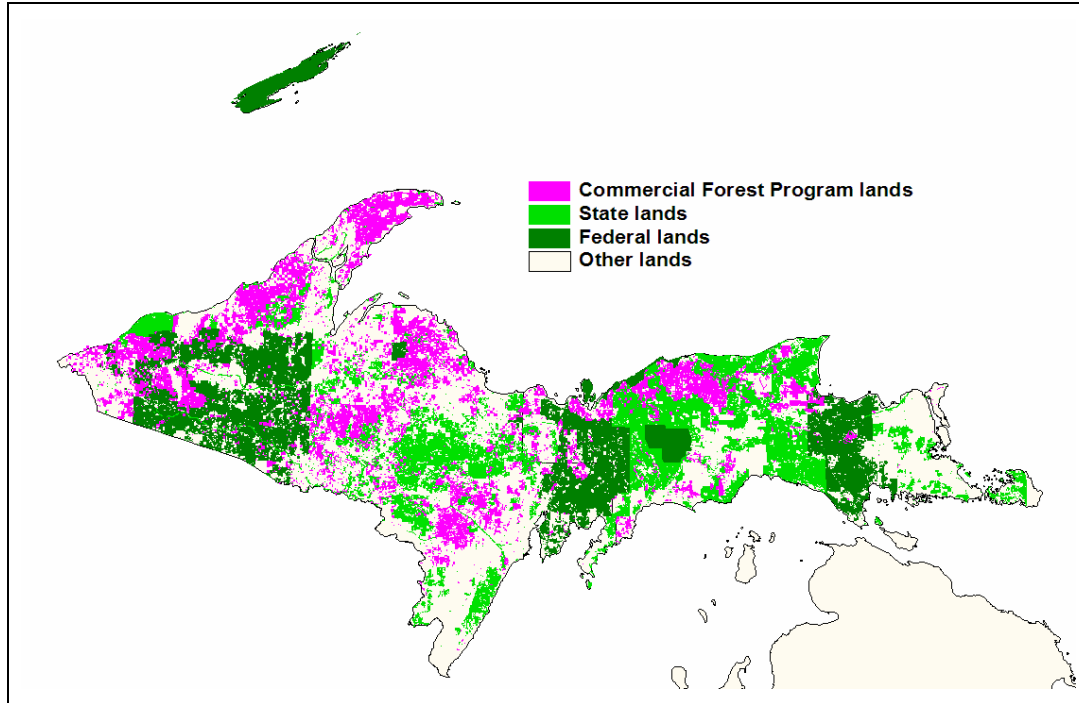 Commercial Forest Program lands
State lands
Federal lands
Other lands